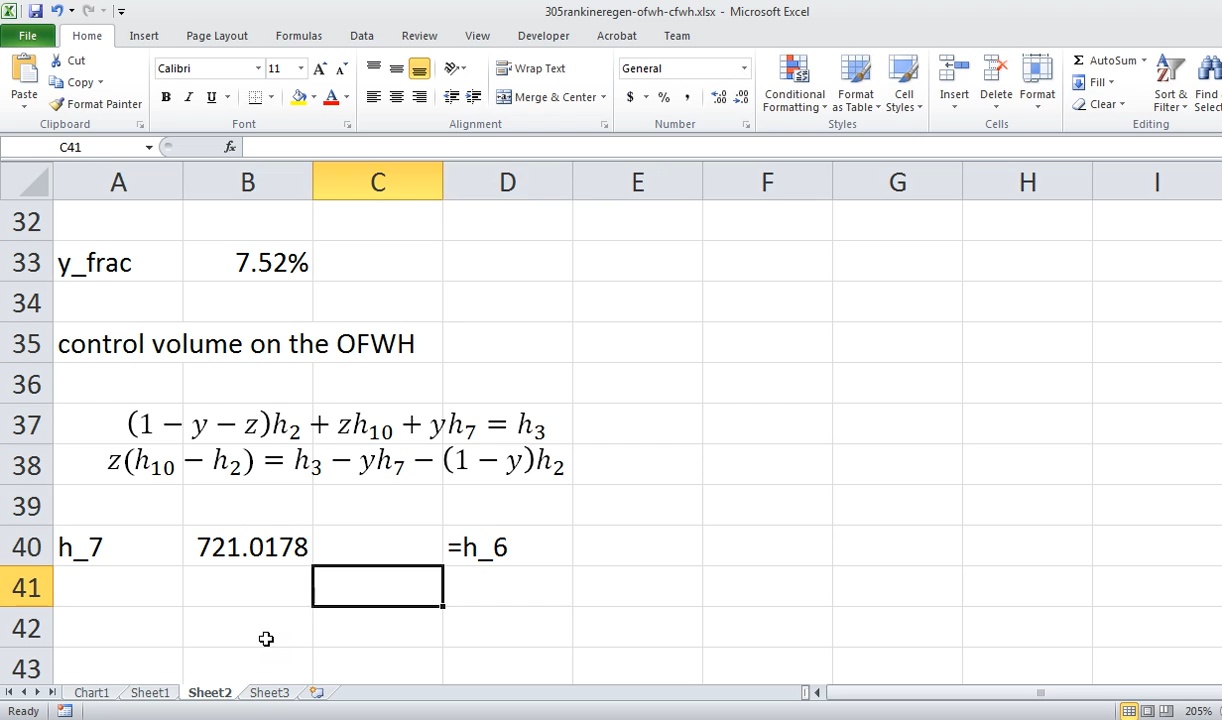 305rankineregen-ofwh-cfwh.xlsx - Microsoft Excel
File Home Insert Page Layout Formulas Data Review View Developer Acrobat Team
Paste
Cut
Copy
Format Painter
Clipboard
Calibri 11 A A
B I U A
Font
Wrap Text
Merge & Center
Alignment
General
$ % , .00 .0
Number
Conditional Formatting
Format as Table
Cell Styles
Styles
Insert Delete Format
Cells
Σ AutoSum
Fill
Clear
Sort & Filter
Find
Editing
C41 fx
A B C D E F G H I
32
33 y_frac 7.52%
34
35 control volume on the OFWH
36
37 (1 − y − z)h₂ + zh₁₀ + yh₇ = h₃
38 z(h₁₀ − h₂) = h₃ − yh₇ − (1 − y)h₂
39
40 h_7 721.0178 =h_6
41
42
43
Chart1 Sheet1 Sheet2 Sheet3
Ready 205%